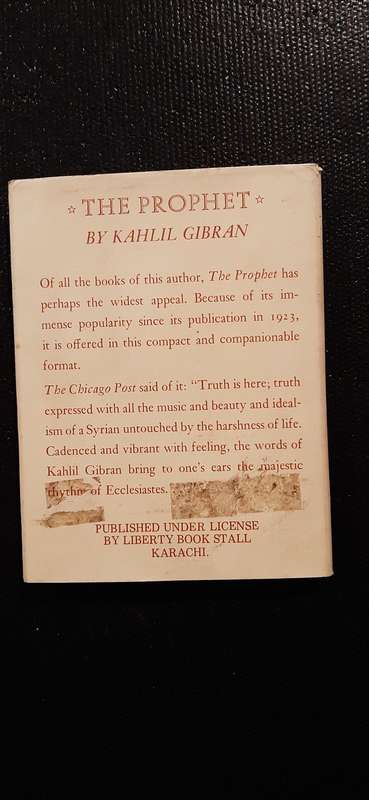 ☆ THE PROPHET ☆
BY KAHLIL GIBRAN
Of all the books of this author, The Prophet has
perhaps the widest appeal. Because of its im-
mense popularity since its publication in 1923,
it is offered in this compact and companionable
format.
The Chicago Post said of it: “Truth is here; truth
expressed with all the music and beauty and ideal-
ism of a Syrian untouched by the harshness of life.
Cadenced and vibrant with feeling, the words of
Kahlil Gibran bring to one's ears the majestic
rhythm of Ecclesiastes.
PUBLISHED UNDER LICENSE
BY LIBERTY BOOK STALL
KARACHI.